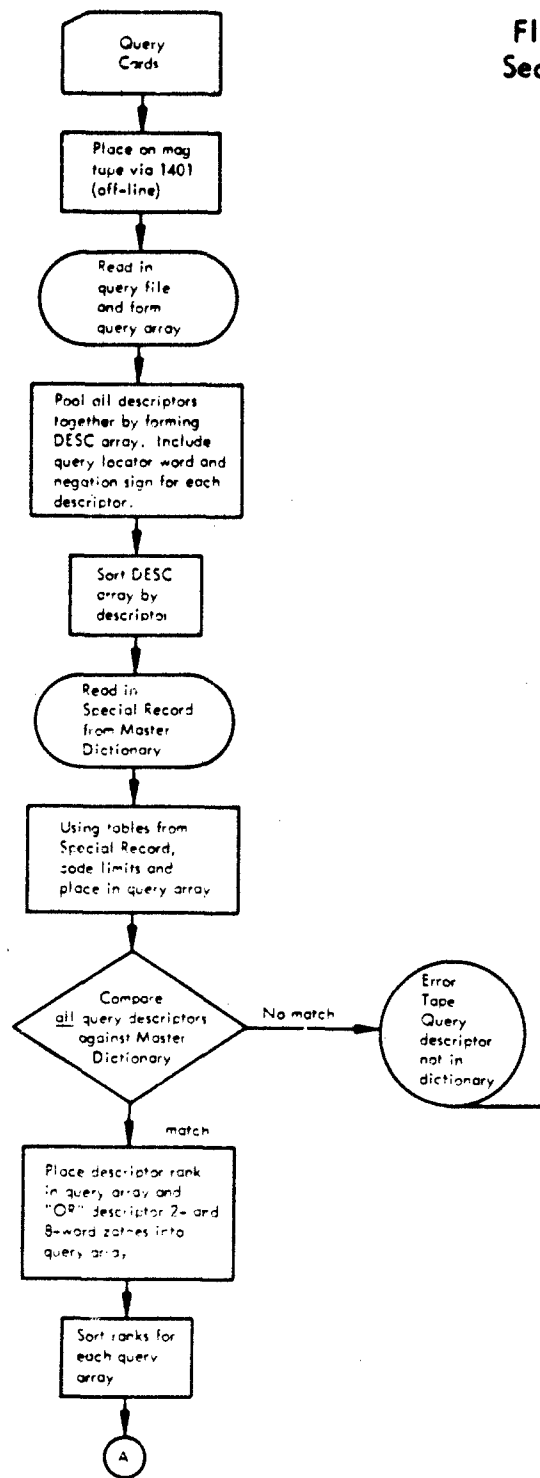 Fl
Sea
Query
Cards
Place on mag
tape via 1401
(off-line)
Read in
query file
and form
query array
Pool all descriptors
together by forming
DESC array. Include
query locator word and
negation sign for each
descriptor.
Sort DESC
array by
descriptor
Read in
Special Record
from Master
Dictionary
Using tables from
Special Record,
code limits and
place in query array
Compare
all query descriptors
against Master
Dictionary
No match
Error
Tape
Query
descriptor
not in
dictionary
match
Place descriptor rank
in query array and
"OR" descriptor 2- and
8-word into
query array
Sort ranks for
each query
array
A